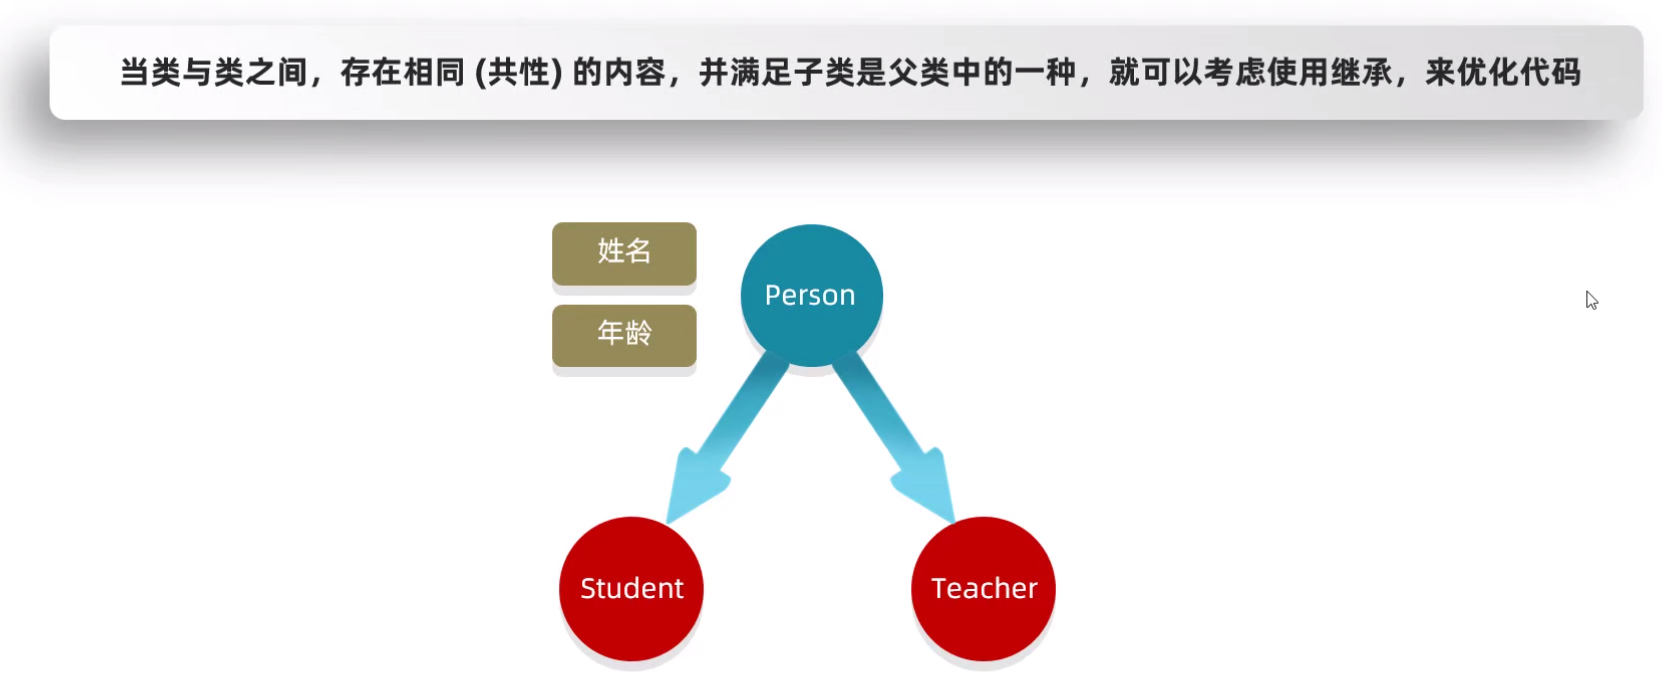 当类与类之间，存在相同 (共性) 的内容，并满足子类是父类中的一种，就可以考虑使用继承，来优化代码
姓名
Person
年龄
Student
Teacher